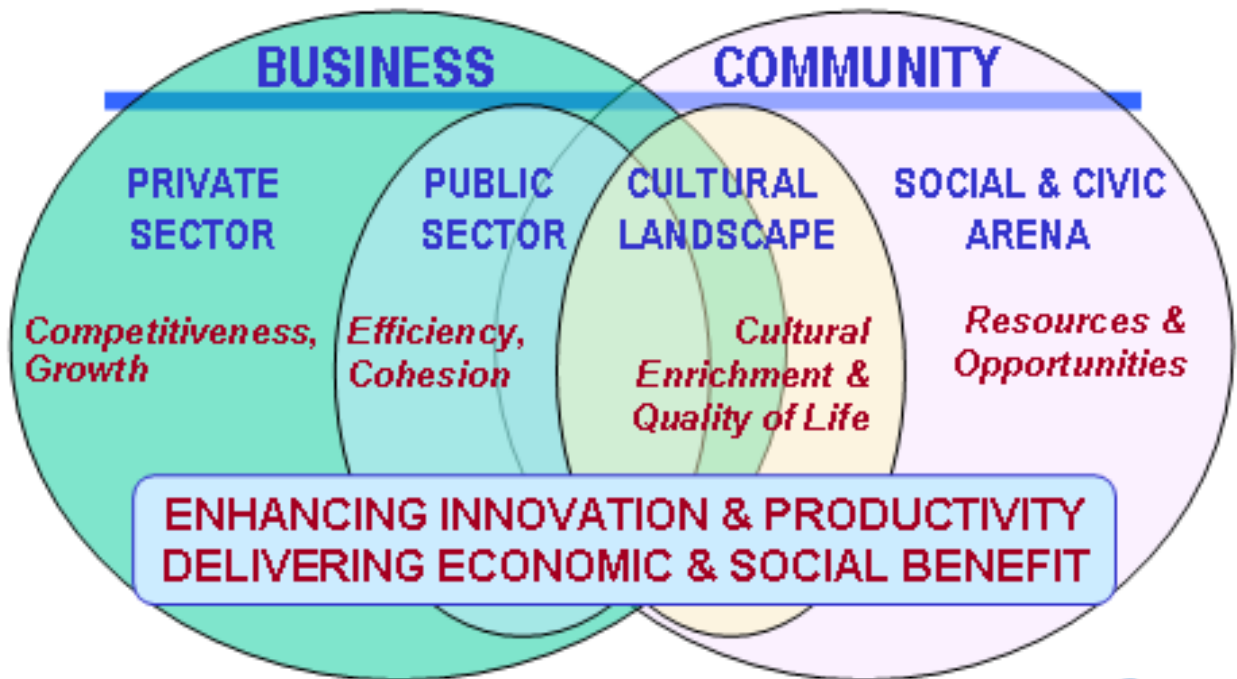 BUSINESS
COMMUNITY
PRIVATE
SECTOR
PUBLIC
SECTOR
CULTURAL
LANDSCAPE
SOCIAL & CIVIC
ARENA
Competitiveness,
Growth
Efficiency,
Cohesion
Cultural
Enrichment &
Quality of Life
Resources &
Opportunities
ENHANCING INNOVATION & PRODUCTIVITY
DELIVERING ECONOMIC & SOCIAL BENEFIT